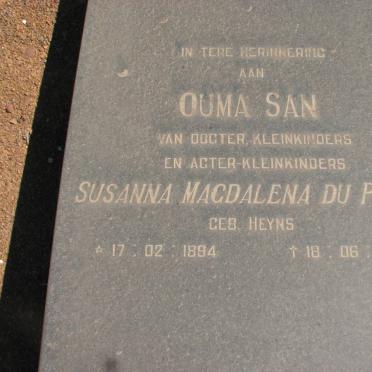 IN TERE HERINNERING
AAN
OUMA SAN
VAN DOGTER, KLEINKINDERS
EN AGTER-KLEINKINDERS
SUSANNA MAGDALENA DU P
GEB. HEYNS
* 17 . 02 . 1894 † 18 . 06 .